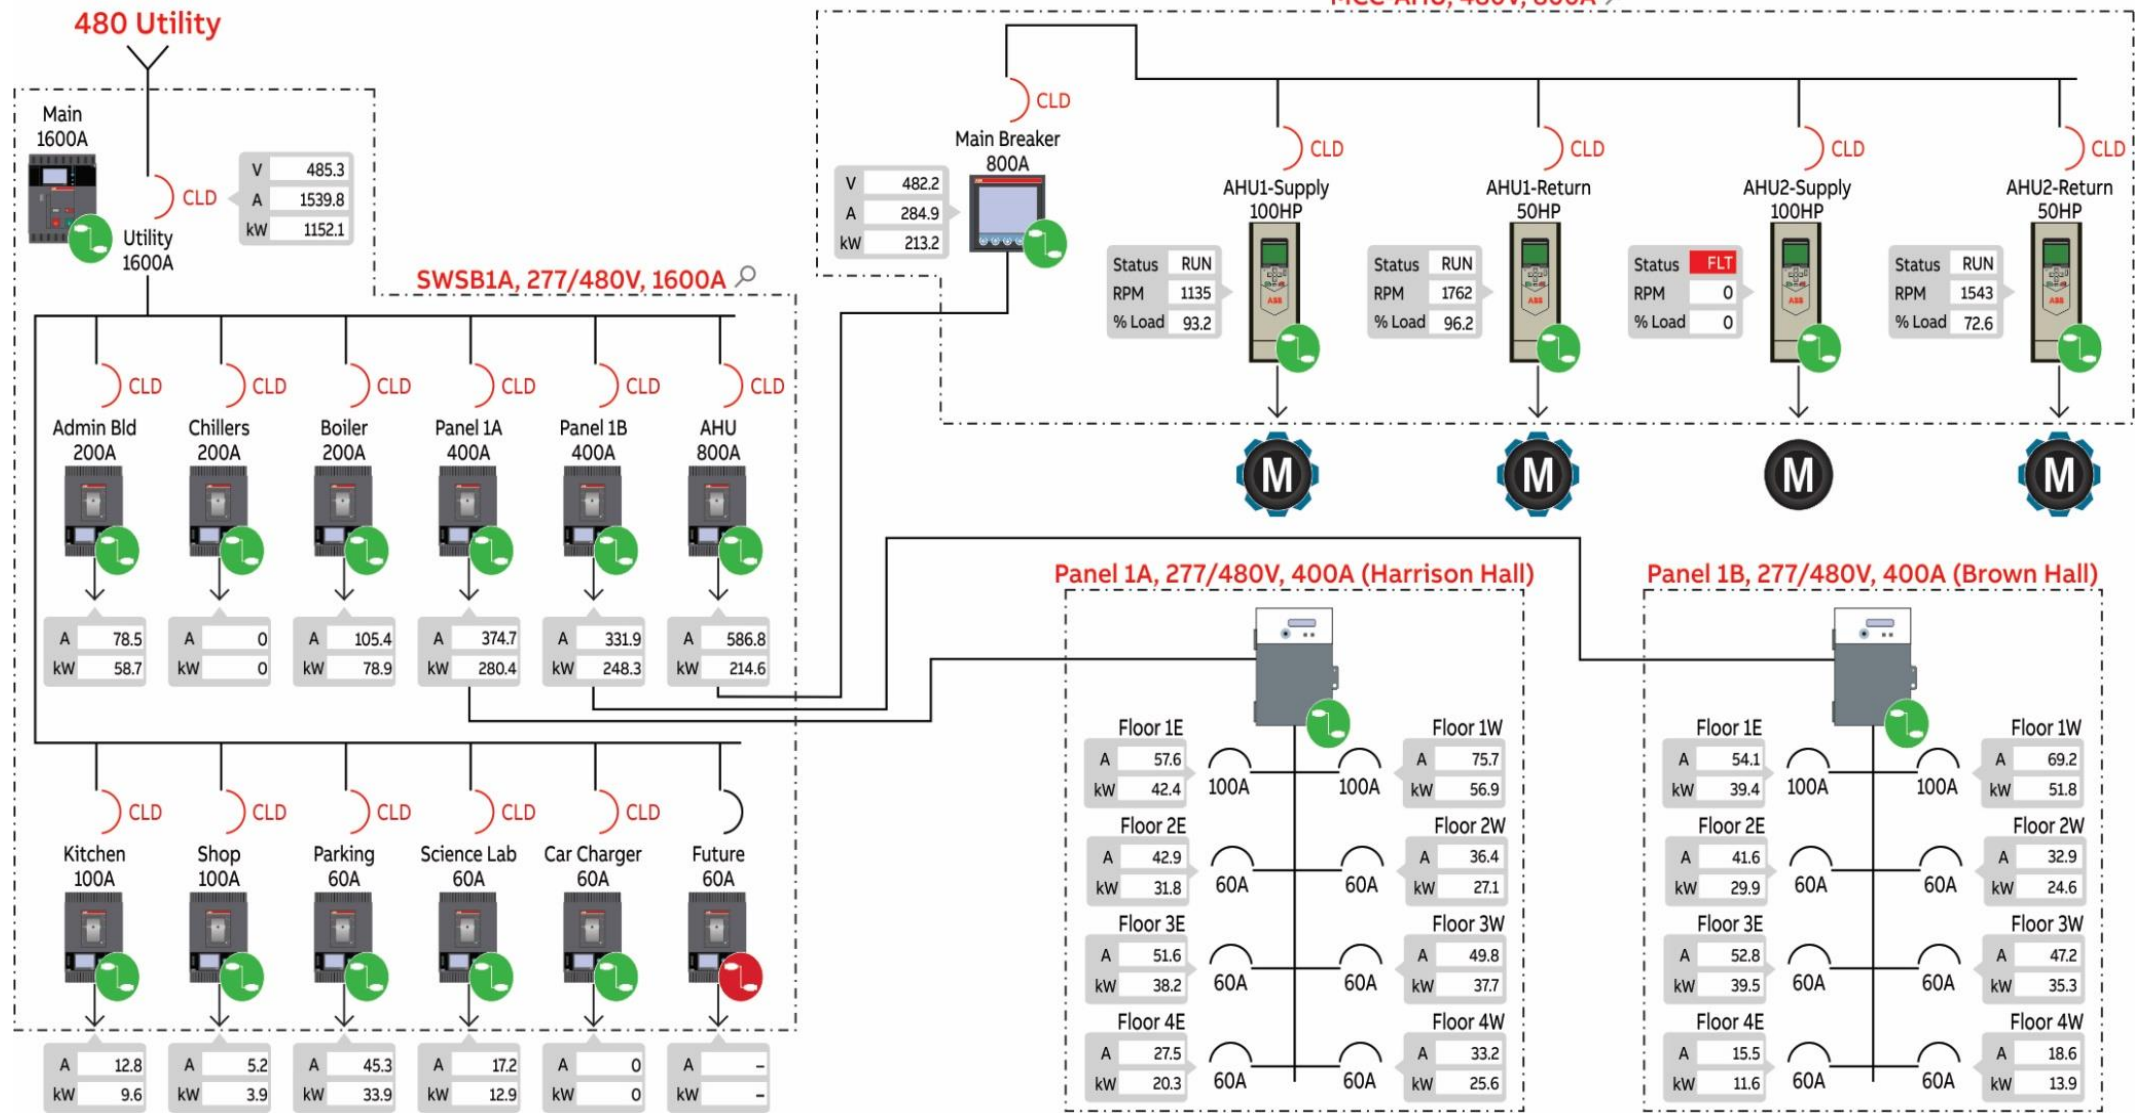 480 Utility
Main
1600A
CLD
V 485.3
A 1539.8
kW 1152.1
Utility
1600A
SWSB1A, 277/480V, 1600A
CLD
CLD
CLD
CLD
CLD
CLD
Admin Bld
200A
A 78.5
kW 58.7
Chillers
200A
A 0
kW 0
Boiler
200A
A 105.4
kW 78.9
Panel 1A
400A
A 374.7
kW 280.4
Panel 1B
400A
A 331.9
kW 248.3
AHU
800A
A 586.8
kW 214.6
CLD
CLD
CLD
CLD
CLD
Kitchen
100A
A 12.8
kW 9.6
Shop
100A
A 5.2
kW 3.9
Parking
60A
A 45.3
kW 33.9
Science Lab
60A
A 17.2
kW 12.9
Car Charger
60A
A 0
kW 0
Future
60A
A –
kW –
MCC-AHU, 480V, 800A
CLD
Main Breaker
800A
V 482.2
A 284.9
kW 213.2
CLD
AHU1-Supply
100HP
Status RUN
RPM 1135
% Load 93.2
ABB
M
CLD
AHU1-Return
50HP
Status RUN
RPM 1762
% Load 96.2
ABB
M
CLD
AHU2-Supply
100HP
Status FLT
RPM 0
% Load 0
ABB
M
CLD
AHU2-Return
50HP
Status RUN
RPM 1543
% Load 72.6
ABB
M
Panel 1A, 277/480V, 400A (Harrison Hall)
Floor 1E
A 57.6
kW 42.4
100A
Floor 1W
A 75.7
kW 56.9
100A
Floor 2E
A 42.9
kW 31.8
60A
Floor 2W
A 36.4
kW 27.1
60A
Floor 3E
A 51.6
kW 38.2
60A
Floor 3W
A 49.8
kW 37.7
60A
Floor 4E
A 27.5
kW 20.3
60A
Floor 4W
A 33.2
kW 25.6
60A
Panel 1B, 277/480V, 400A (Brown Hall)
Floor 1E
A 54.1
kW 39.4
100A
Floor 1W
A 69.2
kW 51.8
100A
Floor 2E
A 41.6
kW 29.9
60A
Floor 2W
A 32.9
kW 24.6
60A
Floor 3E
A 52.8
kW 39.5
60A
Floor 3W
A 47.2
kW 35.3
60A
Floor 4E
A 15.5
kW 11.6
60A
Floor 4W
A 18.6
kW 13.9
60A